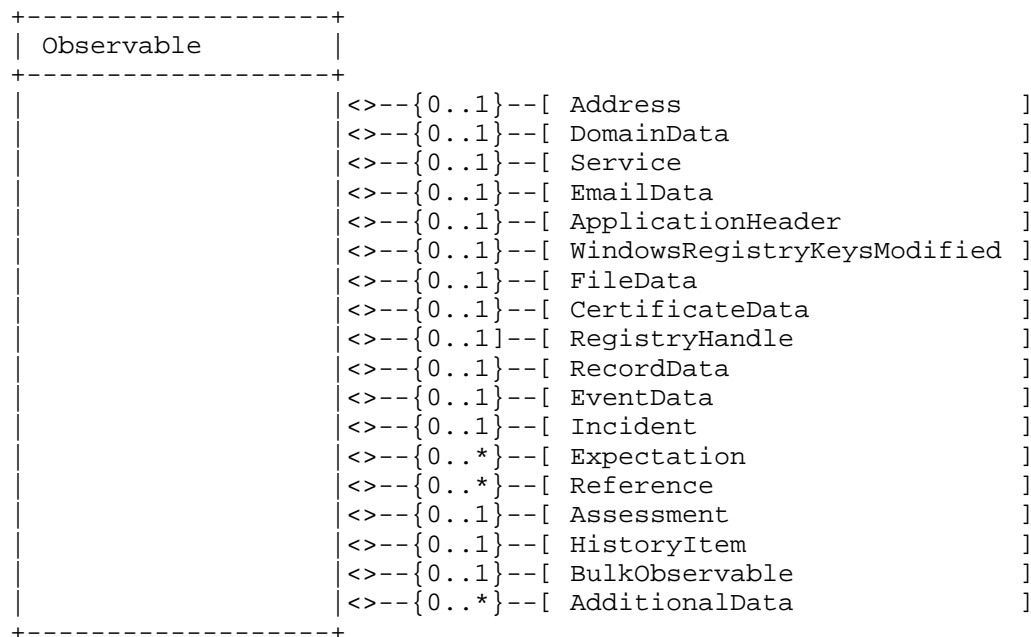 +-------------------+
| Observable        |
+-------------------+
|                   |<>--{0..1}--[ Address                     ]
|                   |<>--{0..1}--[ DomainData                  ]
|                   |<>--{0..1}--[ Service                     ]
|                   |<>--{0..1}--[ EmailData                   ]
|                   |<>--{0..1}--[ ApplicationHeader           ]
|                   |<>--{0..1}--[ WindowsRegistryKeysModified ]
|                   |<>--{0..1}--[ FileData                    ]
|                   |<>--{0..1}--[ CertificateData             ]
|                   |<>--{0..1]--[ RegistryHandle              ]
|                   |<>--{0..1}--[ RecordData                  ]
|                   |<>--{0..1}--[ EventData                   ]
|                   |<>--{0..1}--[ Incident                    ]
|                   |<>--{0..*}--[ Expectation                 ]
|                   |<>--{0..*}--[ Reference                   ]
|                   |<>--{0..1}--[ Assessment                  ]
|                   |<>--{0..1}--[ HistoryItem                 ]
|                   |<>--{0..1}--[ BulkObservable              ]
|                   |<>--{0..*}--[ AdditionalData              ]
+-------------------+